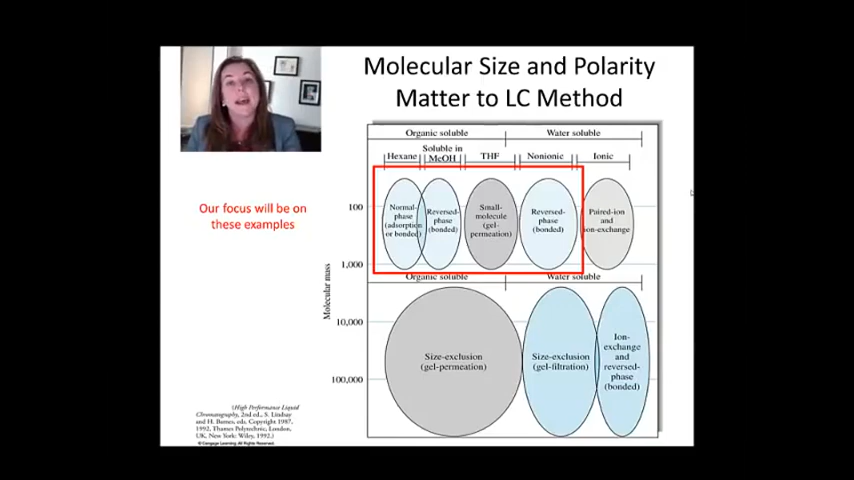 Molecular Size and Polarity
Matter to LC Method
Our focus will be on
these examples
Organic soluble
Water soluble
Hexane
Soluble in
MeOH
THF
Nonionic
Ionic
Normal-
phase
(adsorption
or bonded)
Reversed-
phase
(bonded)
Small-
molecule
(gel-
permeation)
Reversed-
phase
(bonded)
Paired-ion
and
ion-exchange
100
1,000
10,000
100,000
Molecular mass
Organic soluble
Water soluble
Size-exclusion
(gel-permeation)
Size-exclusion
(gel-filtration)
Ion-
exchange
and
reversed-
phase
(bonded)
(High Performance Liquid
Chromatography, 2nd ed., S. Lindsay
and H. Barnes, eds. Copyright 1987,
1992, Thames Polytechnic, London,
UK, New York: Wiley, 1992.)
© Cengage Learning. All Rights Reserved.